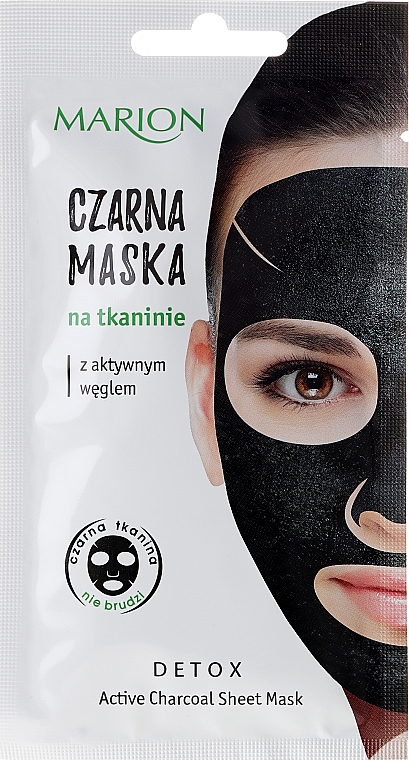 MARION
CZARNA
MASKA
na tkaninie
z aktywnym
węglem
czarna tkanina
nie brudzi
DETOX
Active Charcoal Sheet Mask